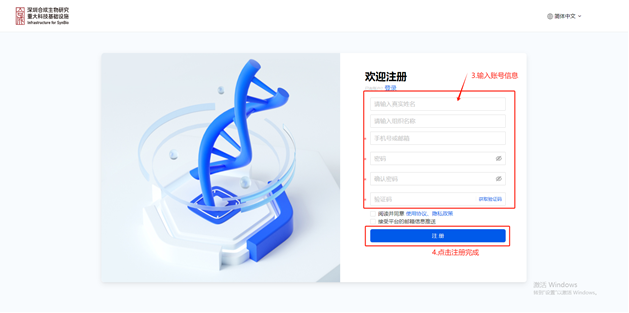 深圳合成生物研究
重大科技基础设施
Infrastructure for SynBio
简体中文
欢迎注册
登录
3.输入账号信息
请输入真实姓名
请输入组织名称
手机号或邮箱
密码
确认密码
验证码 获取验证码
阅读并同意 使用协议、隐私政策
接受平台的邮箱信息推送
注 册
4.点击注册完成
激活 Windows
转到"设置"以激活 Windows。